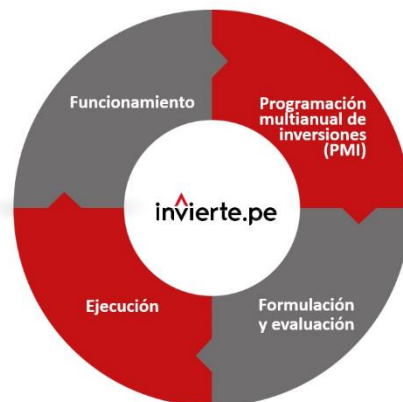 Funcionamiento
Programación
multianual de
inversiones
(PMI)
invierte.pe
Ejecución
Formulación
y evaluación